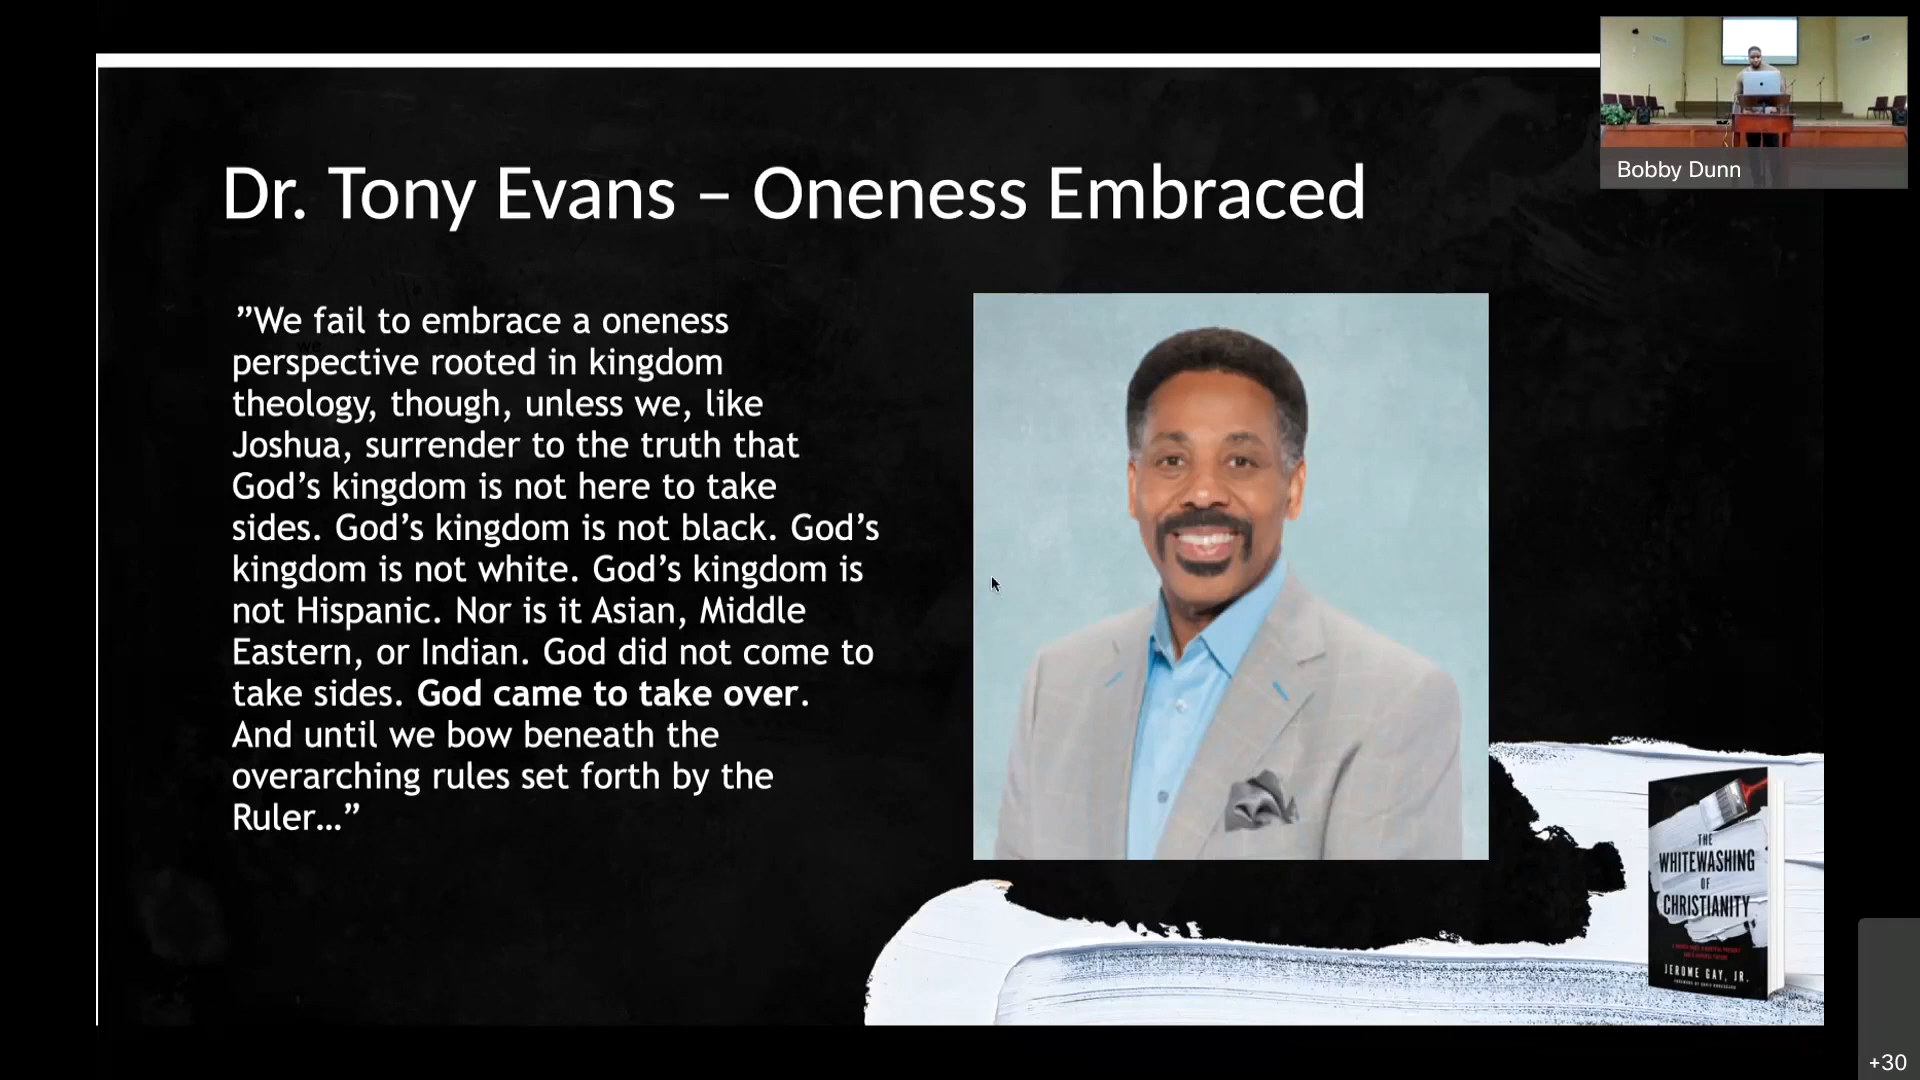 Dr. Tony Evans – Oneness Embraced
”We fail to embrace a oneness
perspective rooted in kingdom
theology, though, unless we, like
Joshua, surrender to the truth that
God’s kingdom is not here to take
sides. God’s kingdom is not black. God’s
kingdom is not white. God’s kingdom is
not Hispanic. Nor is it Asian, Middle
Eastern, or Indian. God did not come to
take sides. God came to take over.
And until we bow beneath the
overarching rules set forth by the
Ruler…”
Bobby Dunn
THE
WHITEWASHING
OF
CHRISTIANITY
JEROME GAY, JR.
+30